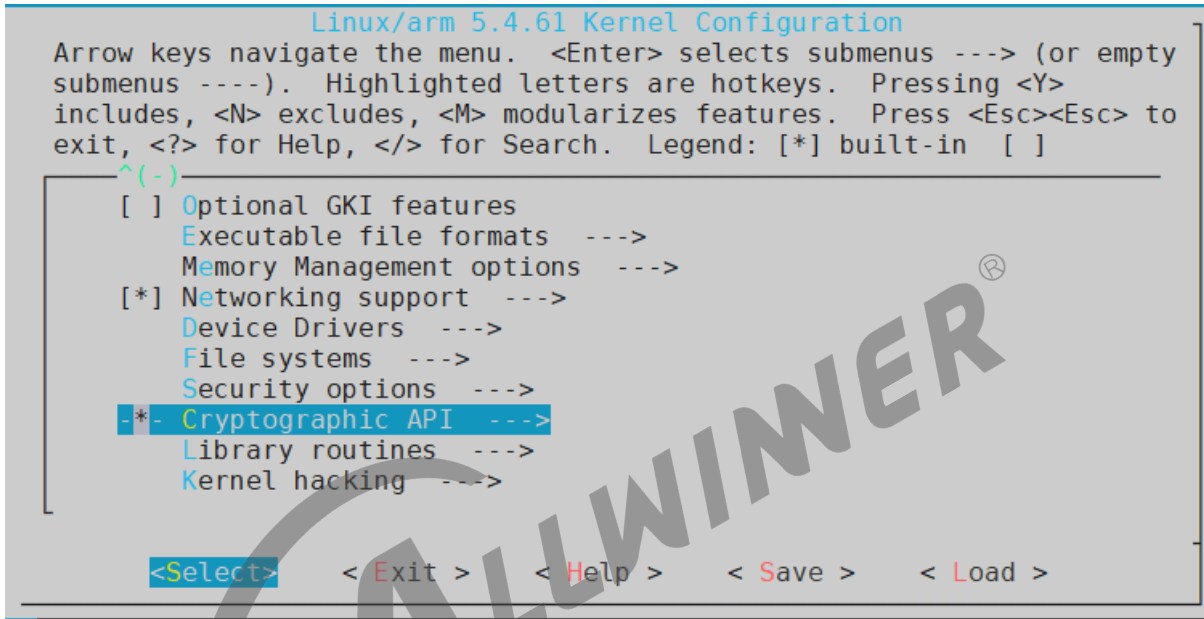 Linux/arm 5.4.61 Kernel Configuration
Arrow keys navigate the menu.  <Enter> selects submenus ---> (or empty
submenus ----).  Highlighted letters are hotkeys.  Pressing <Y>
includes, <N> excludes, <M> modularizes features.  Press <Esc><Esc> to
exit, <?> for Help, </> for Search.  Legend: [*] built-in  [ ]
^(-)
[ ] Optional GKI features
Executable file formats  --->
Memory Management options  --->
[*] Networking support  --->
Device Drivers  --->
File systems  --->
Security options  --->
-*- Cryptographic API  --->
Library routines  --->
Kernel hacking  --->
<Select>    < Exit >    < Help >    < Save >    < Load >
ALLWINNER®